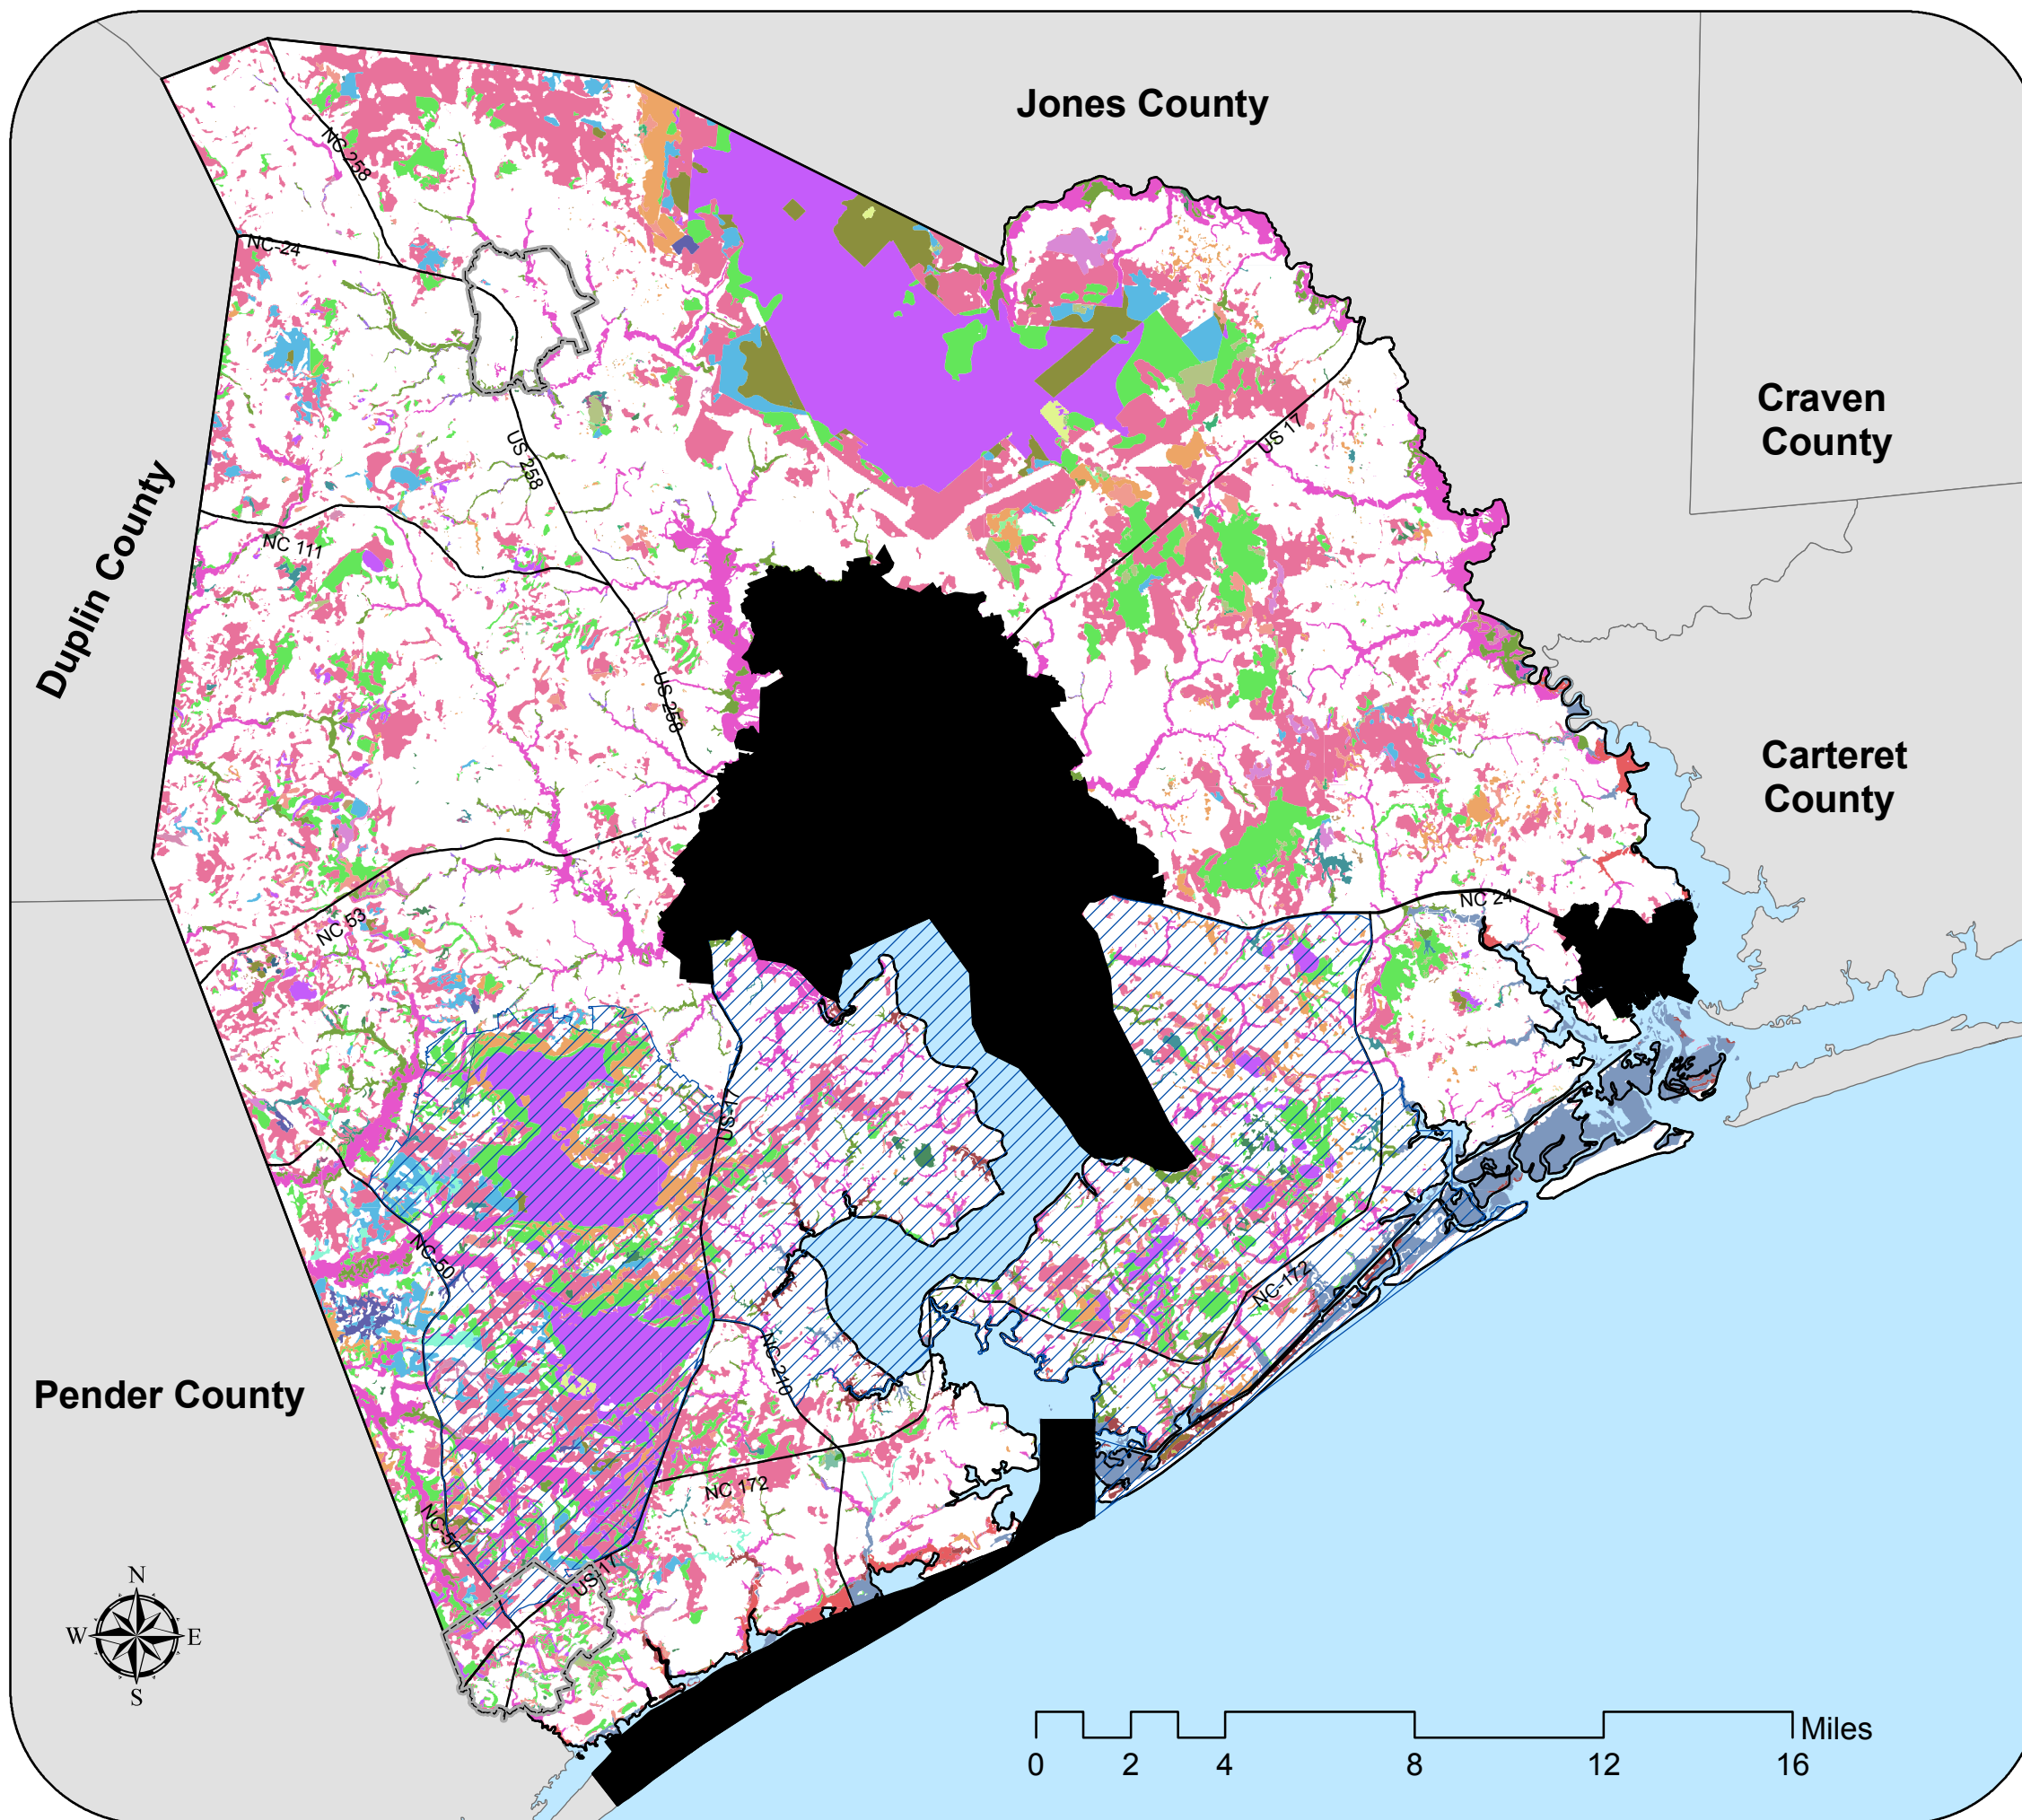 Jones County
NC 258
NC-24
Craven
County
US 17
US 258
Duplin County
NC 111
US 258
Carteret
County
NC 24
NC 53
US 17
NC-50
NC-172
NC 210
Pender County
NC 172
NC-50
US-17
N
W
E
S
Miles
0
2
4
8
12
16